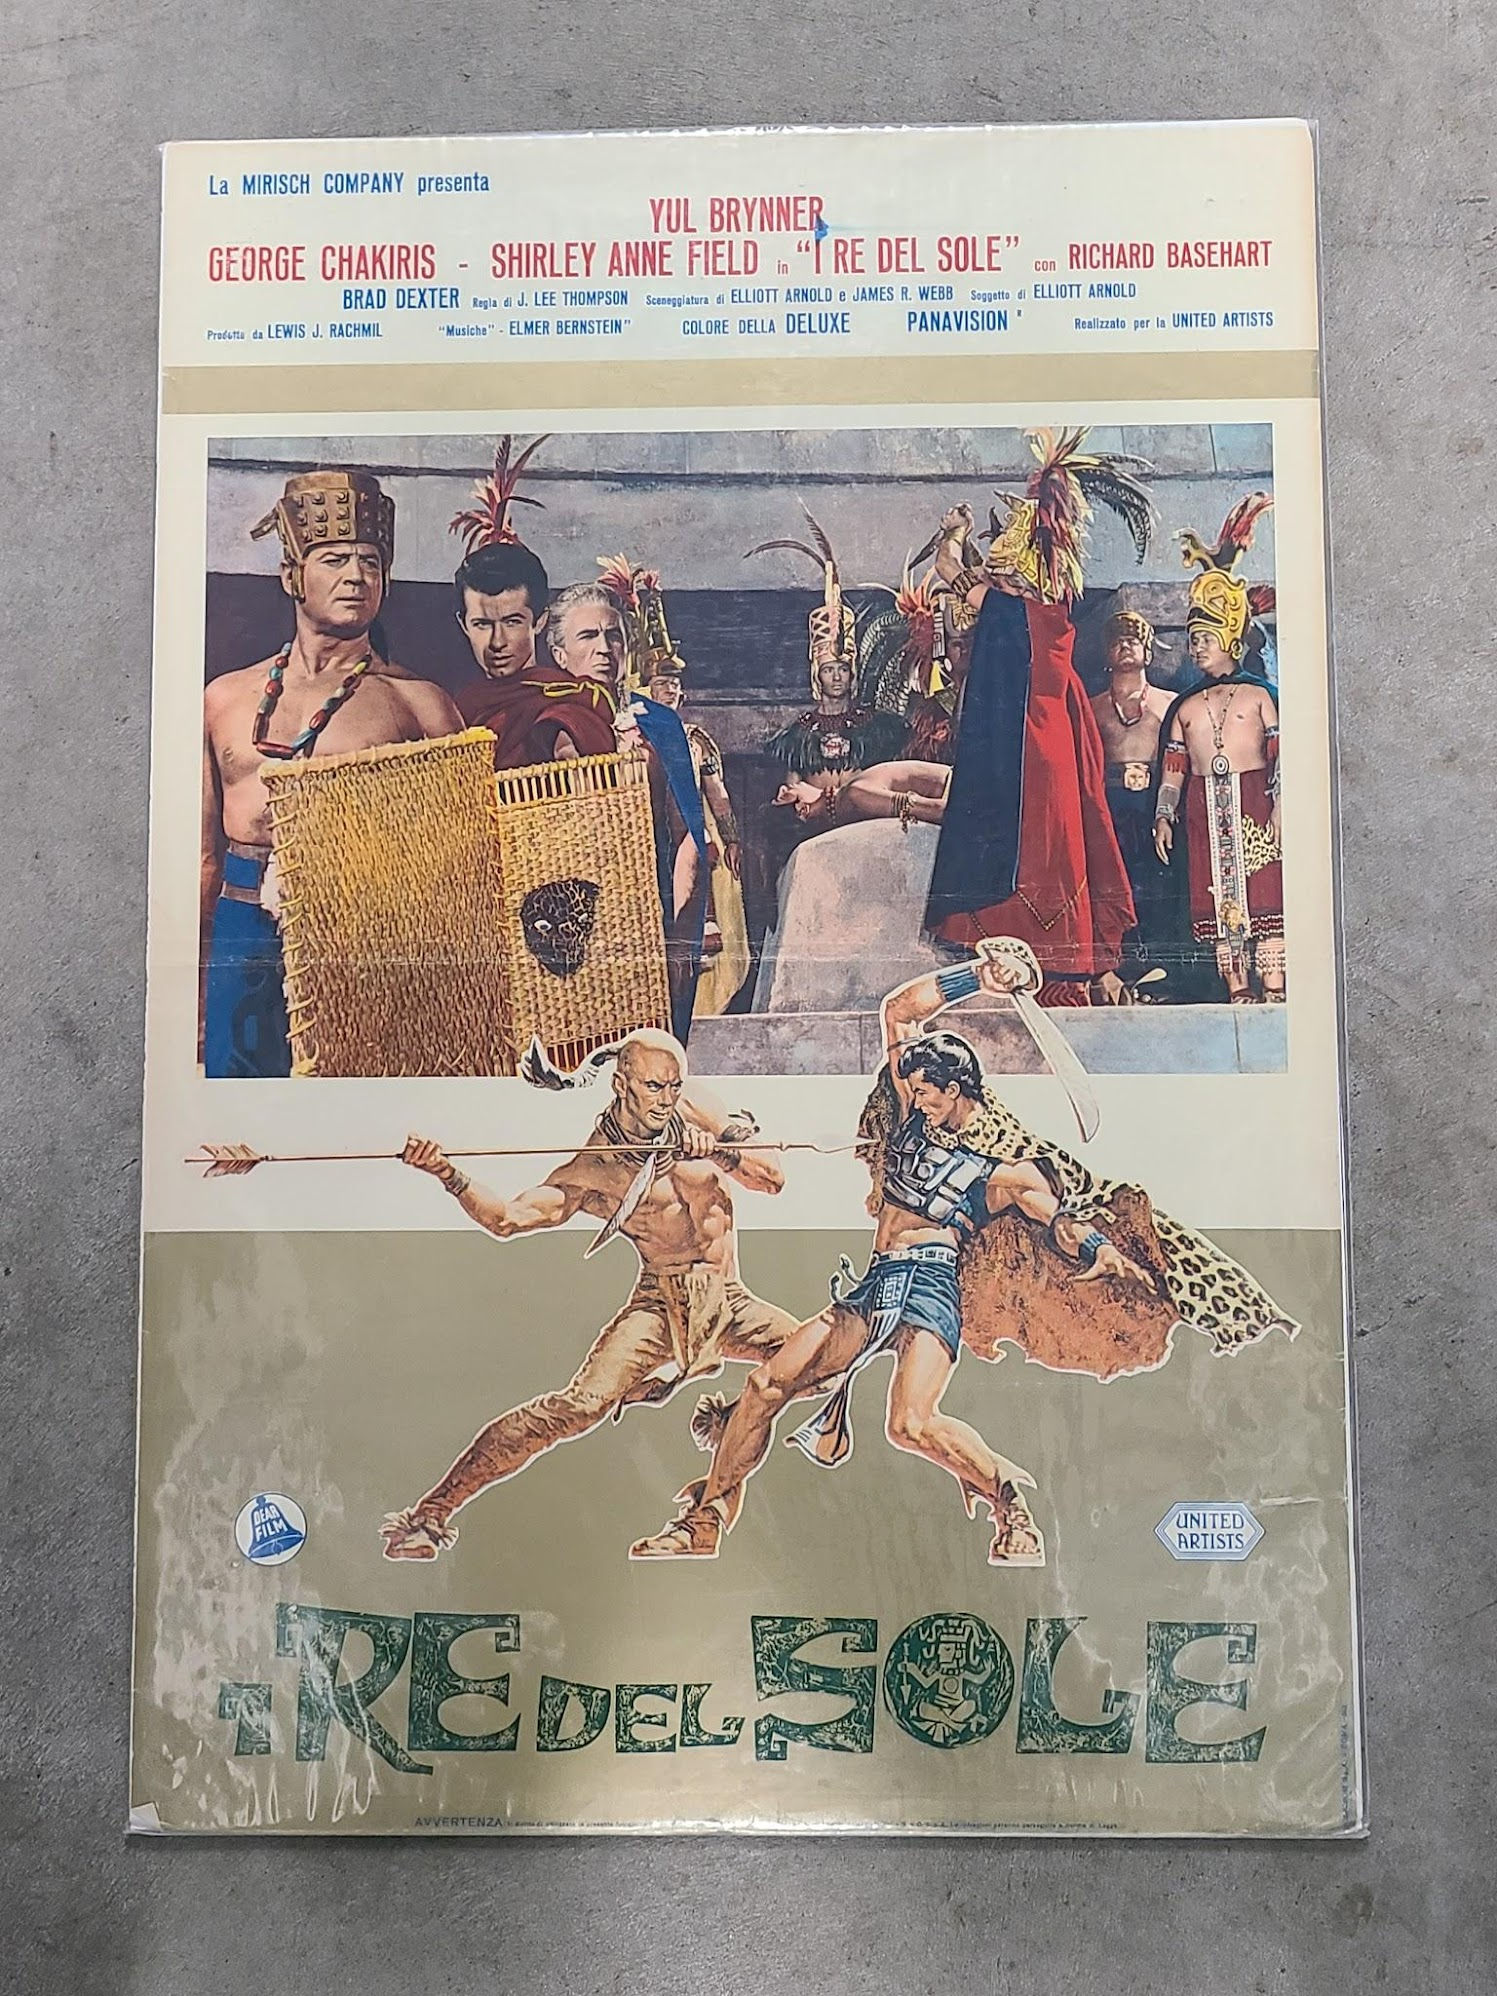 La MIRISCH COMPANY presenta
YUL BRYNNER
GEORGE CHAKIRIS - SHIRLEY ANNE FIELD in "I RE DEL SOLE" con RICHARD BASEHART
BRAD DEXTER Regia di J. LEE THOMPSON Sceneggiatura di ELLIOTT ARNOLD e JAMES R. WEBB Soggetto di ELLIOTT ARNOLD
Prodotto da LEWIS J. RACHMIL "Musiche" - ELMER BERNSTEIN" COLORE DELLA DELUXE PANAVISION R Realizzato per la UNITED ARTISTS
DEAR
FILM
UNITED
ARTISTS
I RE DEL SOLE
AVVERTENZA